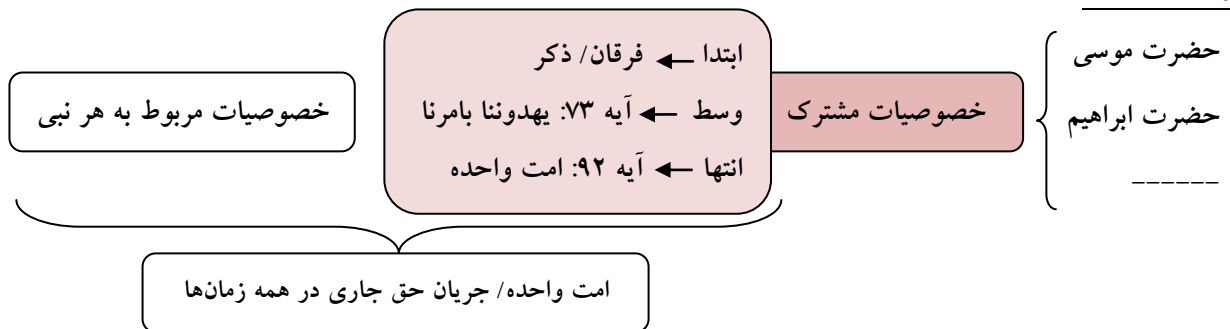 حضرت موسی
حضرت ابراهیم
------
خصوصیات مشترک
ابتدا ← فرقان/ ذکر
وسط ← آیه ۷۳: یهدوننا بامرنا
انتها ← آیه ۹۲: امت واحده
خصوصیات مربوط به هر نبی
امت واحده/ جریان حق جاری در همه زمان‌ها